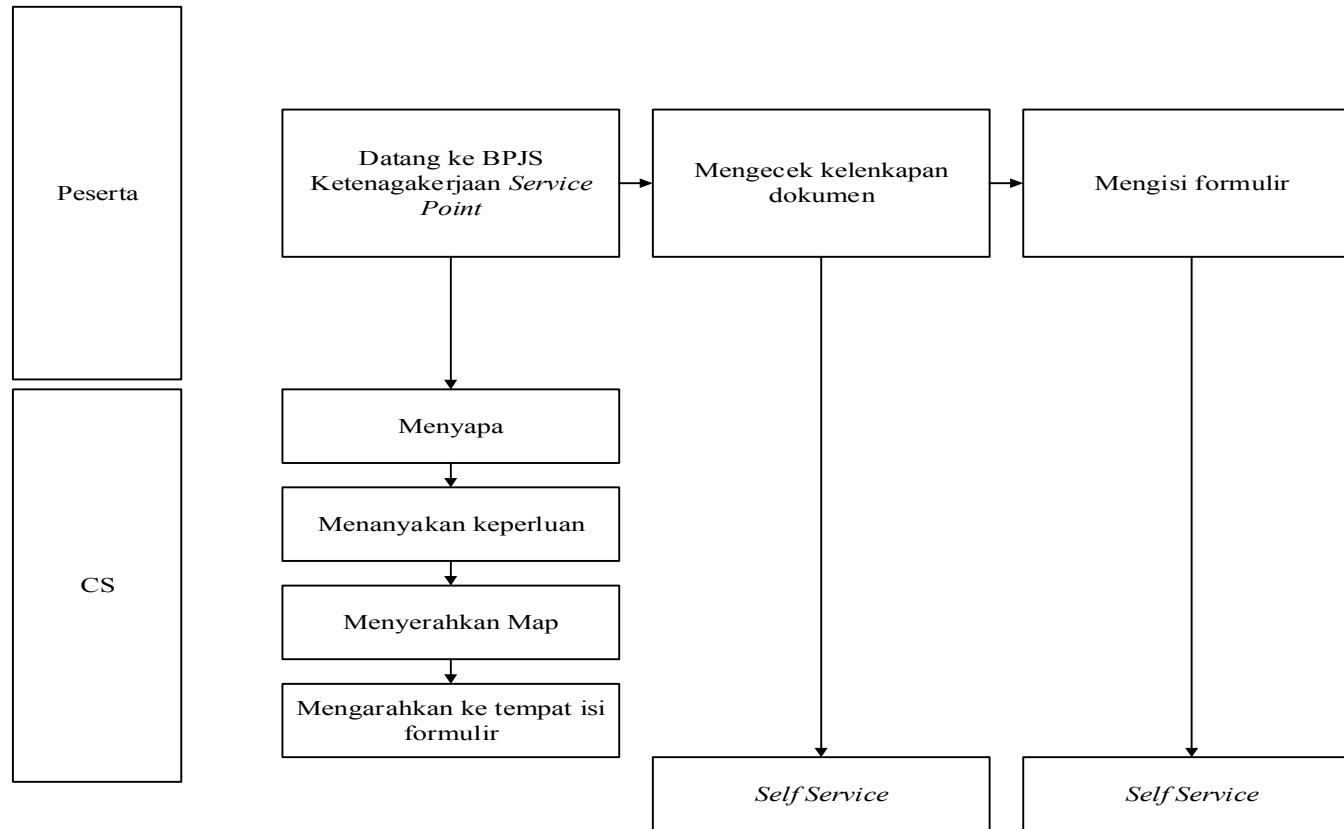 Peserta
Datang ke BPJS
Ketenagakerjaan Service
Point
Mengecek kelenkapan
dokumen
Mengisi formulir
CS
Menyapa
Menanyakan keperluan
Menyerahkan Map
Mengarahkan ke tempat isi
formulir
Self Service
Self Service